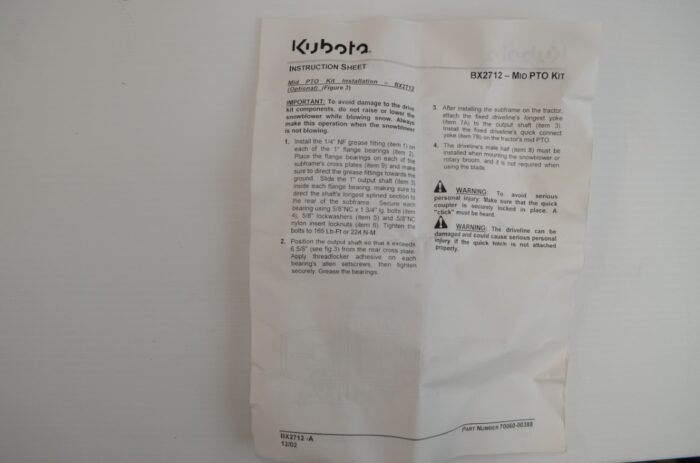 Kubota
INSTRUCTION SHEET
BX2712 – MID PTO KIT
Mid PTO Kit Installation – BX2712
(Optional) (Figure 3)
IMPORTANT: To avoid damage to the drive
kit components, do not raise or lower the
snowblower while blowing snow. Always
make this operation when the snowblower
is not blowing.
1. Install the 1/4" NF grease fitting (item 1) on
each of the 1" flange bearings (item 2).
Place the flange bearings on each of the
subframe's cross plates (item 9) and make
sure to direct the grease fittings towards the
ground. Slide the 1" output shaft (item 3)
inside each flange bearing, making sure to
direct the shaft's longest splined section to
the rear of the subframe. Secure each
bearing using 5/8"NC x 1 3/4" lg. bolts (item
4), 5/8" lockwashers (item 5) and 5/8"NC
nylon insert locknuts (item 6). Tighten the
bolts to 165 Lb-Ft or 224 N-M.
2. Position the output shaft so that it exceeds
6 5/8" (see fig.3) from the rear cross plate.
Apply threadlocker adhesive on each
bearing's allen setscrews, then tighten
securely. Grease the bearings.
3. After installing the subframe on the tractor,
attach the fixed driveline's longest yoke
(item 7A) to the output shaft (item 3).
Install the fixed driveline's quick connect
yoke (item 7B) on the tractor's mid PTO.
4. The driveline's male half (item 8) must be
installed when mounting the snowblower or
rotary broom, and it is not required when
using the blade.
WARNING: To avoid serious
personal injury: Make sure that the quick
coupler is securely locked in place. A
"click" must be heard.
WARNING: The driveline can be
damaged and could cause serious personal
injury if the quick hitch is not attached
properly.
BX2712 -A
12/02
PART NUMBER 70060-00388